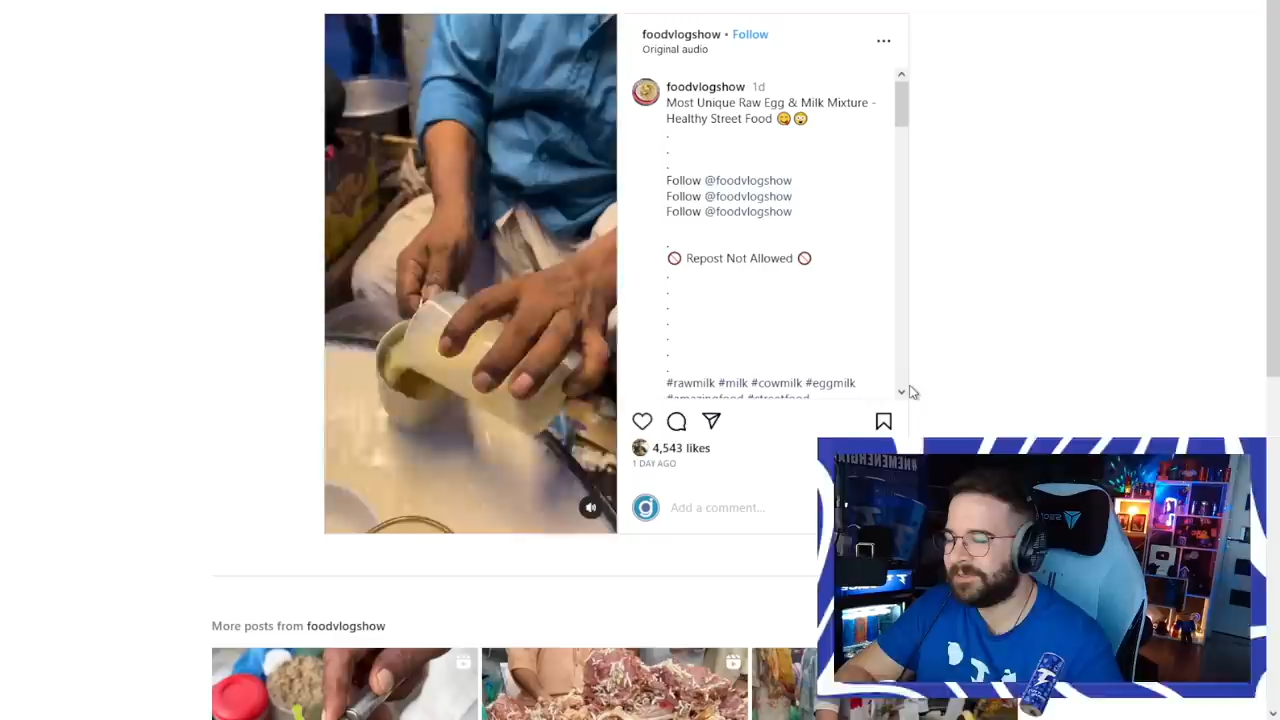 foodvlogshow • Follow
Original audio
foodvlogshow 1d
Most Unique Raw Egg & Milk Mixture -
Healthy Street Food 😋😲
.
.
.
Follow @foodvlogshow
Follow @foodvlogshow
Follow @foodvlogshow
.
🚫 Repost Not Allowed 🚫
.
.
.
.
.
.
.
#rawmilk #milk #cowmilk #eggmilk
#amazingfood #streetfood
4,543 likes
1 DAY AGO
Add a comment...
More posts from foodvlogshow